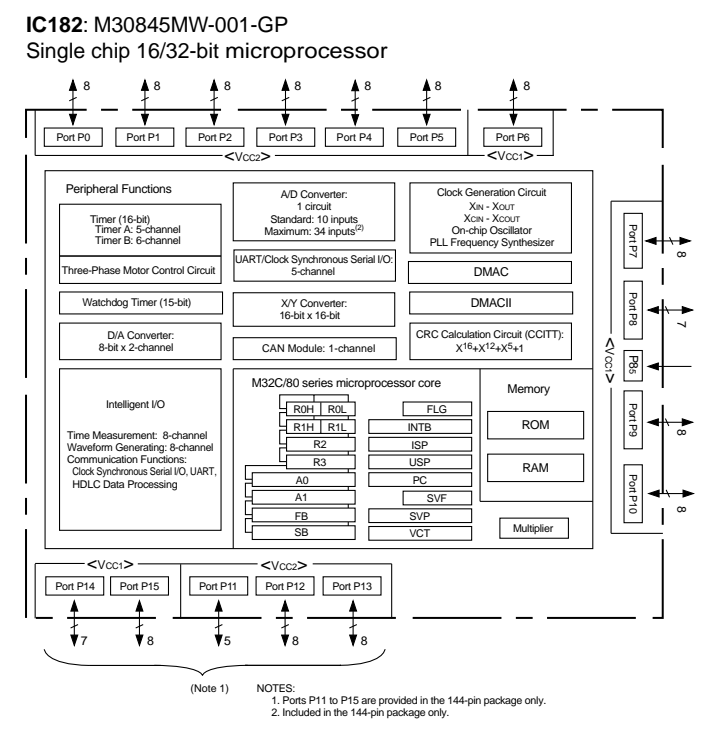 IC182: M30845MW-001-GP
Single chip 16/32-bit microprocessor
8 8 8 8 8 8 8
Port P0 Port P1 Port P2 Port P3 Port P4 Port P5 Port P6
<VCC2> <VCC1>
Peripheral Functions
Timer (16-bit)
Timer A: 5-channel
Timer B: 6-channel
Three-Phase Motor Control Circuit
Watchdog Timer (15-bit)
D/A Converter:
8-bit x 2-channel
Intelligent I/O
Time Measurement: 8-channel
Waveform Generating: 8-channel
Communication Functions:
Clock Synchronous Serial I/O, UART,
HDLC Data Processing
A/D Converter:
1 circuit
Standard: 10 inputs
Maximum: 34 inputs(2)
UART/Clock Synchronous Serial I/O:
5-channel
X/Y Converter:
16-bit x 16-bit
CAN Module: 1-channel
Clock Generation Circuit
XIN - XOUT
XCIN - XCOUT
On-chip Oscillator
PLL Frequency Synthesizer
DMAC
DMACII
CRC Calculation Circuit (CCITT):
X16+X12+X5+1
M32C/80 series microprocessor core
R0H R0L
R1H R1L
R2
R3
A0
A1
FB
SB
FLG
INTB
ISP
USP
PC
SVF
SVP
VCT
Memory
ROM
RAM
Multiplier
<VCC1>
Port P7 8
Port P8 7
P85
Port P9 8
Port P10 8
<VCC1> <VCC2>
Port P14 Port P15 Port P11 Port P12 Port P13
7 8 5 8 8
(Note 1)
NOTES:
1. Ports P11 to P15 are provided in the 144-pin package only.
2. Included in the 144-pin package only.